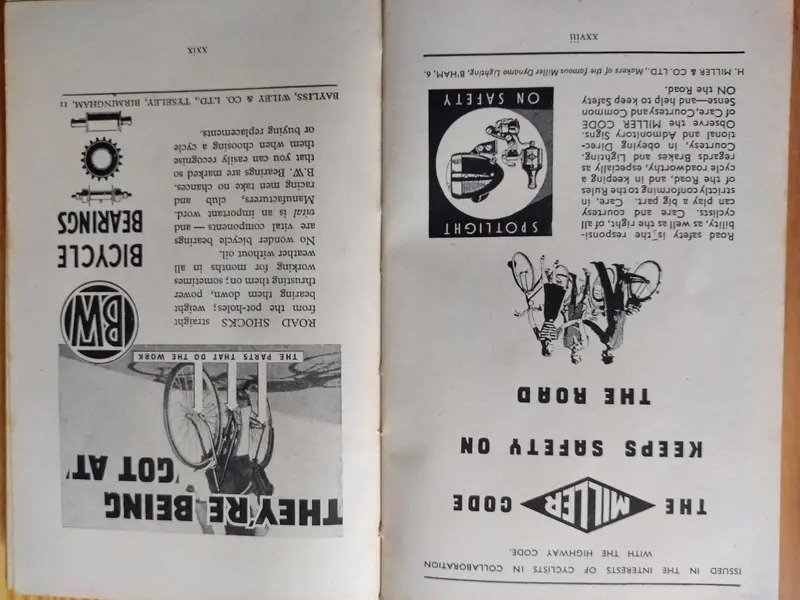 ISSUED IN THE INTERESTS OF CYCLISTS IN COLLABORATION
WITH THE HIGHWAY CODE.
THE MILLER CODE
KEEPS SAFETY ON
THE ROAD
Road safety is the responsi-
bility, as well as the right, of all
cyclists. Care and courtesy
can play a big part. Care, in
strictly conforming to the Rules
of the Road, and in keeping a
cycle roadworthy, especially as
regards Brakes and Lighting.
Courtesy, in obeying Direc-
tional and Admonitory Signs.
Observe the MILLER CODE
of Care, Courtesy and Common
Sense—and help to keep Safety
ON the Road.
SPOTLIGHT
ON SAFETY
H. MILLER & CO. LTD., Makers of the famous Miller Dynamo Lighting, B'HAM, 6.
xxviii
THEY'RE BEING
'GOT AT'
THE PARTS THAT DO THE WORK
BW
BICYCLE
BEARINGS
ROAD SHOCKS straight
from the pot-holes; weight
bearing them down, power
thrusting them on; sometimes
working for months in all
weather without oil.
No wonder bicycle bearings
are vital components — and
vital is an important word.
Manufacturers, club and
racing men take no chances.
B.W. Bearings are marked so
that you can easily recognise
them when choosing a cycle
or buying replacements.
BAYLISS, WILEY & CO. LTD., TYSELEY, BIRMINGHAM, 11
xxix